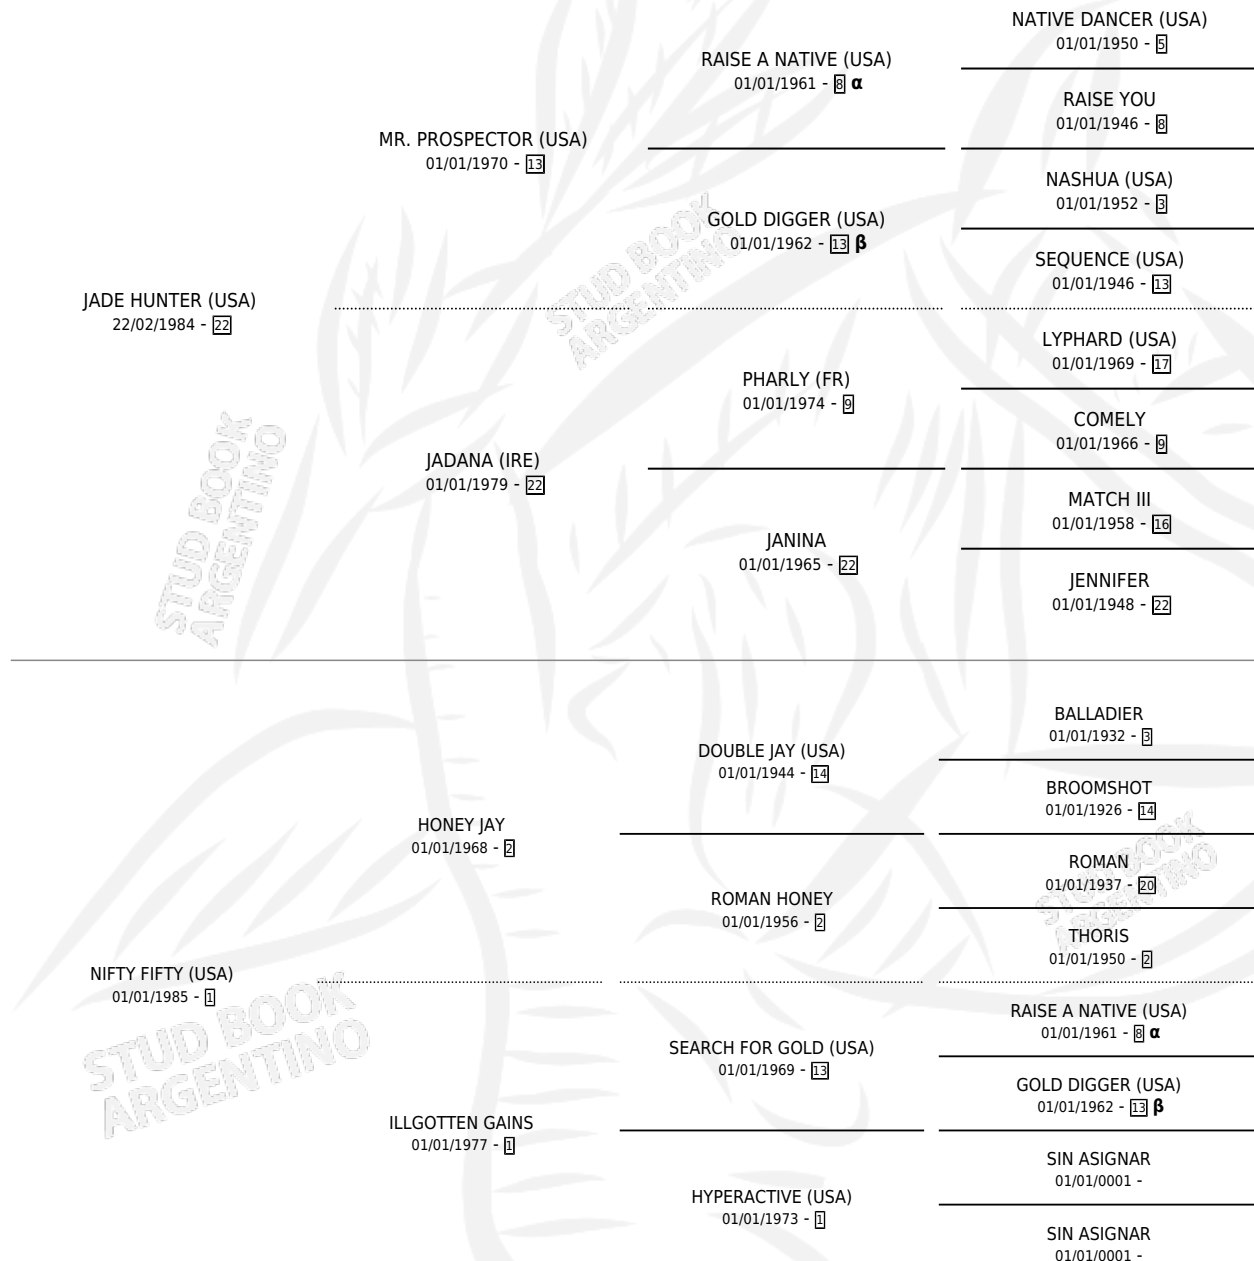 NATIVE DANCER (USA)
01/01/1950 - 5
RAISE A NATIVE (USA)
01/01/1961 - 8 α
RAISE YOU
01/01/1946 - 8
MR. PROSPECTOR (USA)
01/01/1970 - 13
NASHUA (USA)
01/01/1952 - 3
GOLD DIGGER (USA)
01/01/1962 - 13 β
SEQUENCE (USA)
01/01/1946 - 13
JADE HUNTER (USA)
22/02/1984 - 22
LYPHARD (USA)
01/01/1969 - 17
PHARLY (FR)
01/01/1974 - 9
COMELY
01/01/1966 - 9
JADANA (IRE)
01/01/1979 - 22
MATCH III
01/01/1958 - 16
JANINA
01/01/1965 - 22
JENNIFER
01/01/1948 - 22
STUD BOOK
ARGENTINO
STUD BOOK
ARGENTINO
BALLADIER
01/01/1932 - 3
DOUBLE JAY (USA)
01/01/1944 - 14
BROOMSHOT
01/01/1926 - 14
HONEY JAY
01/01/1968 - 2
ROMAN
01/01/1937 - 20
ROMAN HONEY
01/01/1956 - 2
THORIS
01/01/1950 - 2
STUD BOOK
ARGENTINO
NIFTY FIFTY (USA)
01/01/1985 - 1
RAISE A NATIVE (USA)
01/01/1961 - 8 α
SEARCH FOR GOLD (USA)
01/01/1969 - 13
GOLD DIGGER (USA)
01/01/1962 - 13 β
ILLGOTTEN GAINS
01/01/1977 - 1
SIN ASIGNAR
01/01/0001 -
HYPERACTIVE (USA)
01/01/1973 - 1
SIN ASIGNAR
01/01/0001 -
STUD BOOK
ARGENTINO